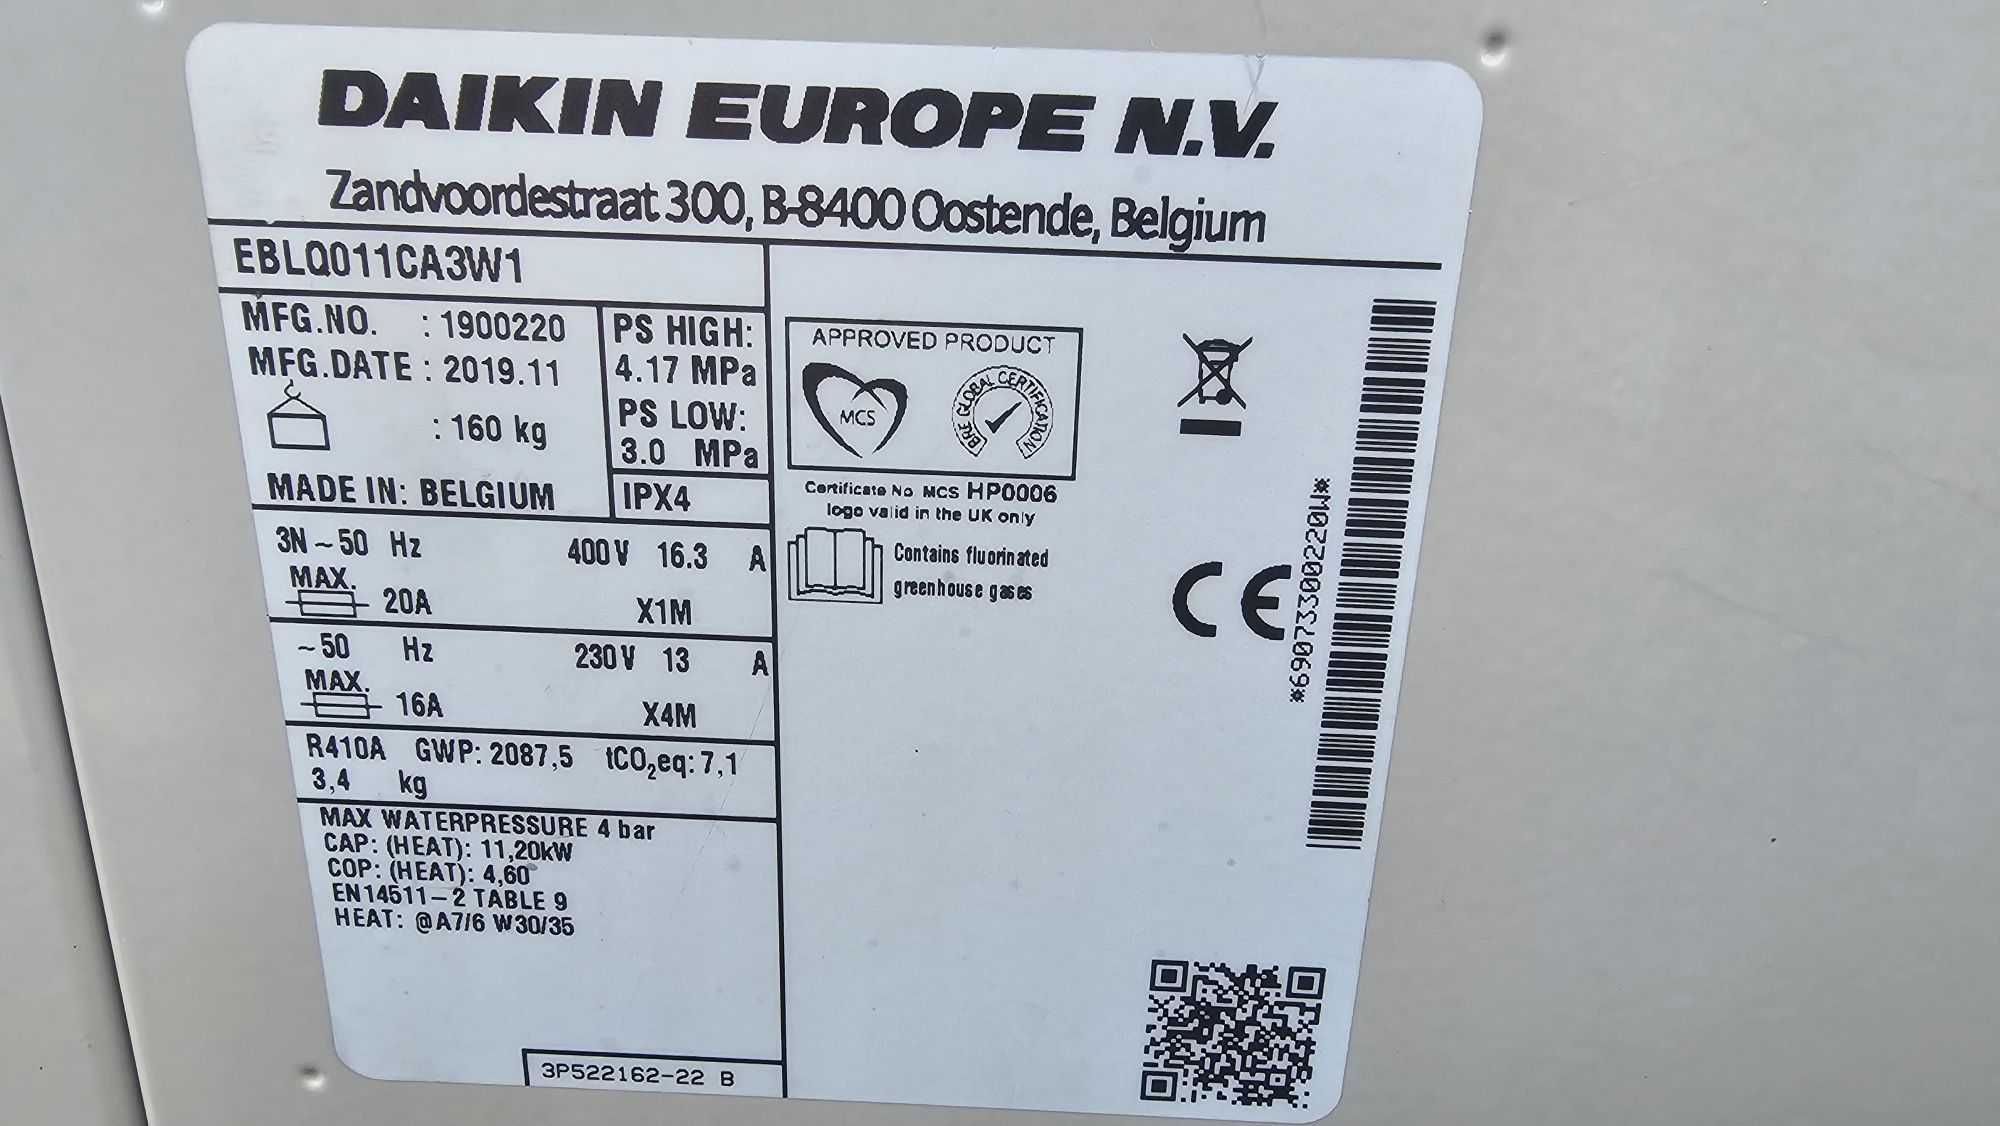 DAIKIN EUROPE N.V.
Zandvoordestraat 300, B-8400 Oostende, Belgium
EBLQ011CA3W1
MFG.NO. : 1900220
MFG.DATE : 2019.11
: 160 kg
MADE IN: BELGIUM
PS HIGH:
4.17 MPa
PS LOW:
3.0 MPa
IPX4
3N ~ 50 Hz 400V 16.3 A
MAX.
20A X1M
~ 50 Hz 230V 13 A
MAX.
16A X4M
R410A GWP: 2087,5 tCO₂eq: 7,1
3,4 kg
MAX WATERPRESSURE 4 bar
CAP: (HEAT): 11,20kW
COP: (HEAT): 4,60
EN14511-2 TABLE 9
HEAT: @A7/6 W30/35
3P522162-22 B
APPROVED PRODUCT
MCS
BRE GLOBAL CERTIFICATION
Certificate No MCS HP0006
logo valid in the UK only
Contains fluorinated
greenhouse gases
CE
*69073300220W*